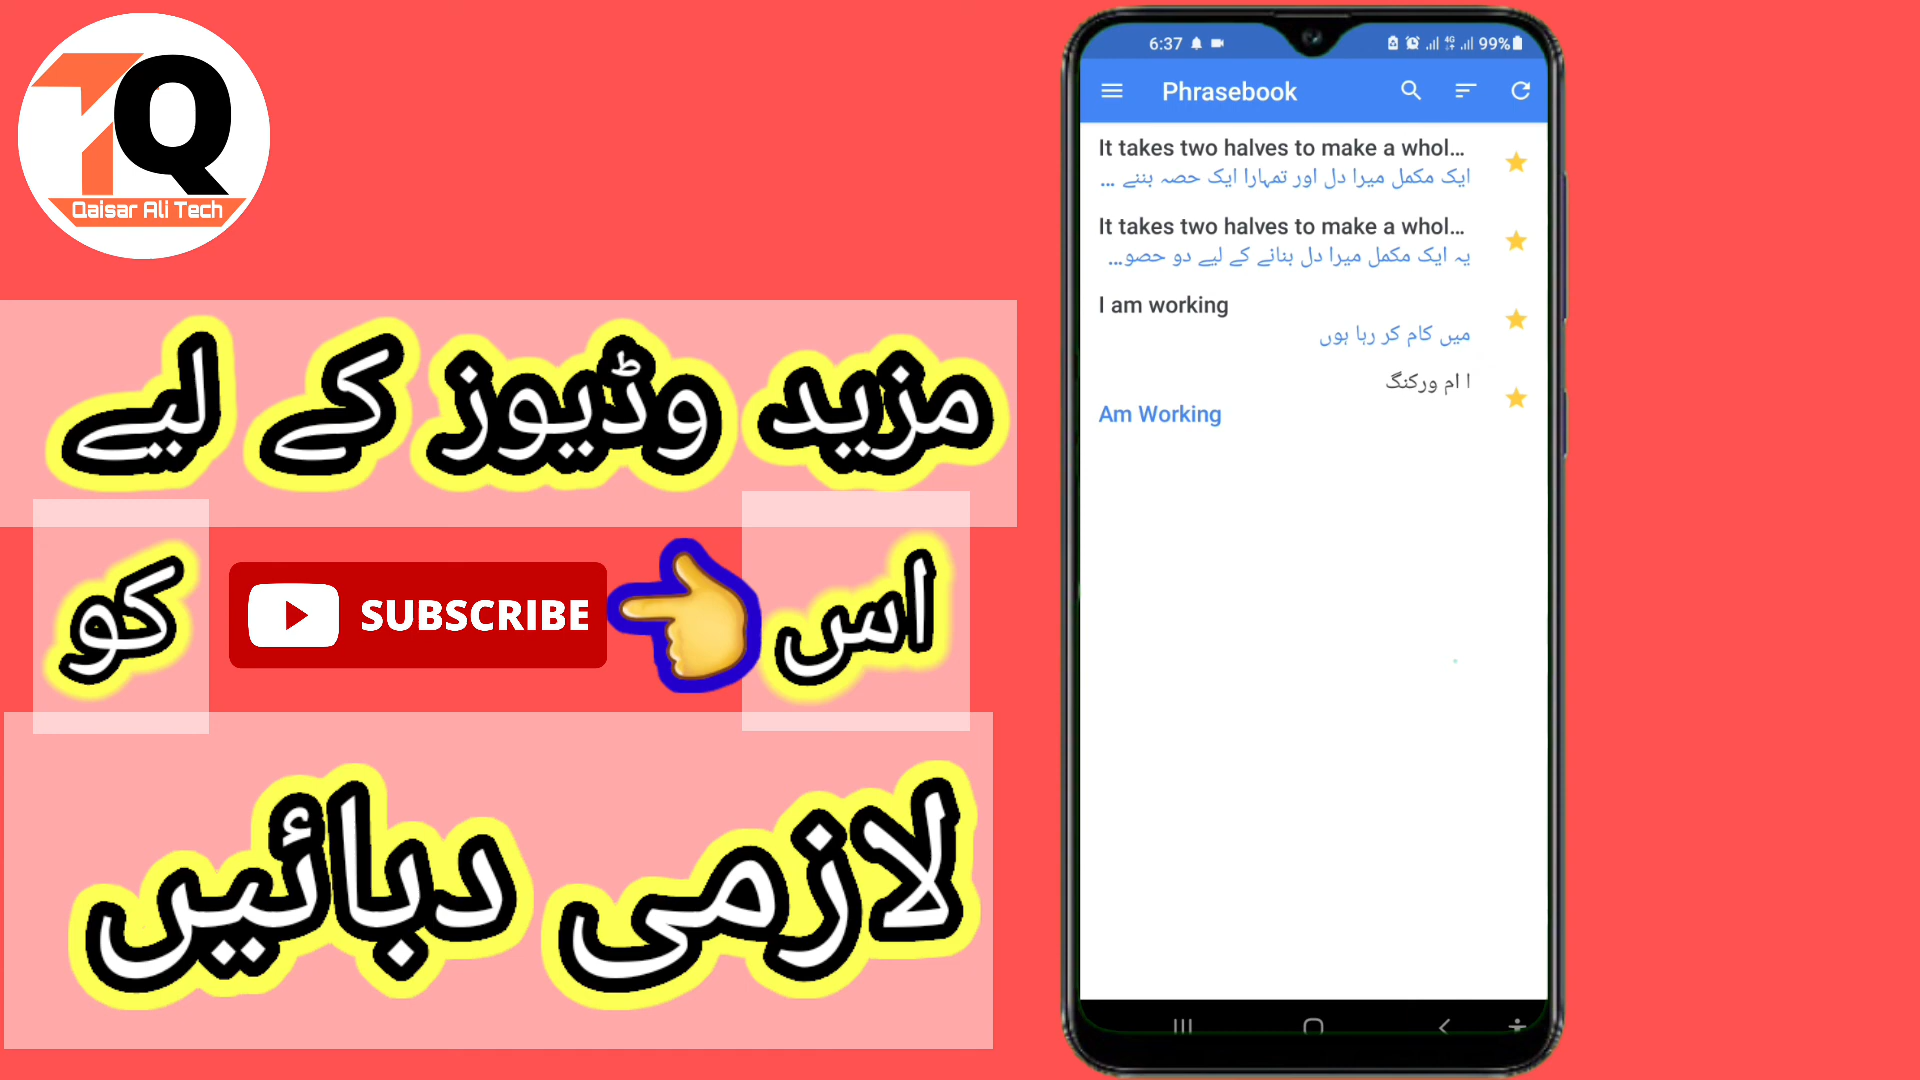 Qaisar Ali Tech
مزید وڈیوز کے لیے
اس SUBSCRIBE کو
لازمی دبائیں
6:37 4G 99%
Phrasebook
It takes two halves to make a whol...
ایک مکمل میرا دل اور تمہارا ایک حصہ بننے ...
It takes two halves to make a whol...
یہ ایک مکمل میرا دل بنانے کے لیے دو حصو...
I am working
میں کام کر رہا ہوں
ا ام ورکنگ
Am Working